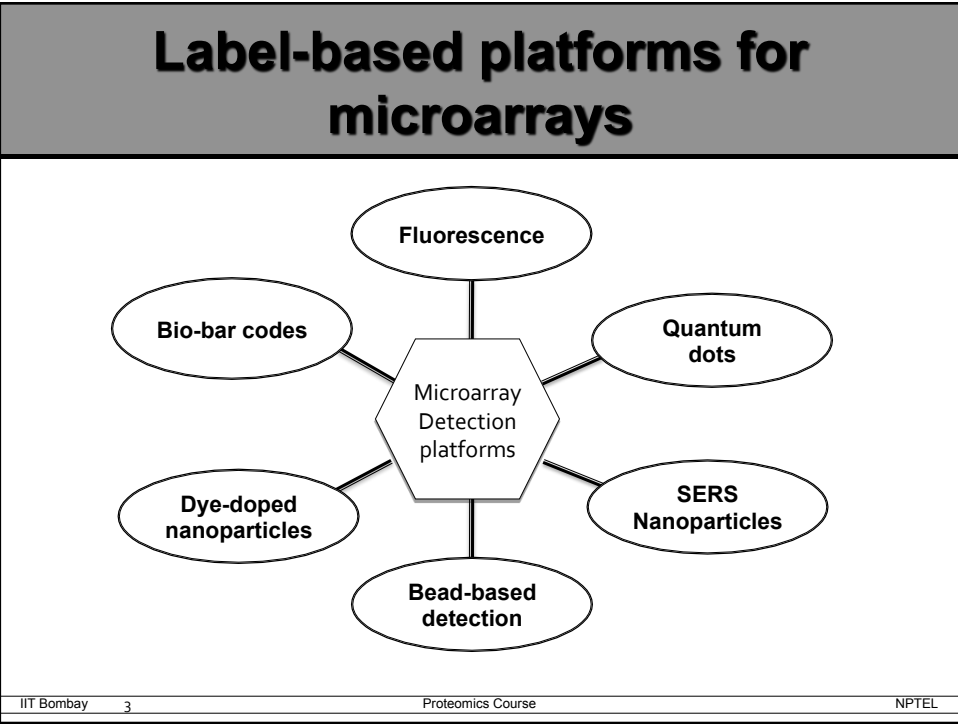 Label-based platforms for
microarrays
Fluorescence
Bio-bar codes
Quantum
dots
Microarray
Detection
platforms
Dye-doped
nanoparticles
SERS
Nanoparticles
Bead-based
detection
IIT Bombay 3 Proteomics Course NPTEL